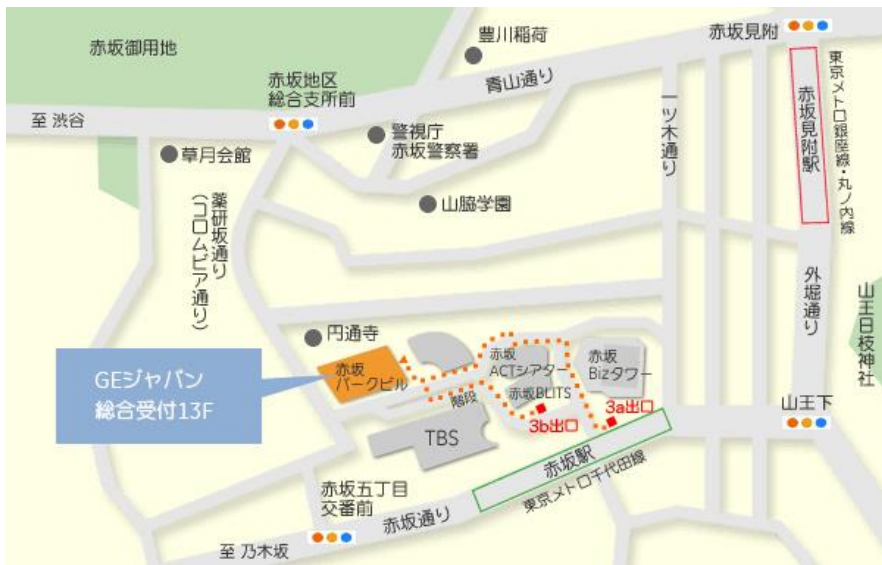 赤坂御用地
豊川稲荷
赤坂見附
赤坂地区
総合支所前
青山通り
至 渋谷
草月会館
警視庁
赤坂警察署
一ツ木通り
赤坂見附駅
東京メトロ銀座線・丸ノ内線
薬研坂通り
(コロムビア通り)
山脇学園
外堀通り
山王日枝神社
円通寺
赤坂
パークビル
赤坂
ACTシアター
赤坂
Bizタワー
GEジャパン
総合受付13F
階段
赤坂BLITS
3b出口
3a出口
山王下
TBS
赤坂駅
東京メトロ千代田線
赤坂五丁目
交番前
赤坂通り
至 乃木坂